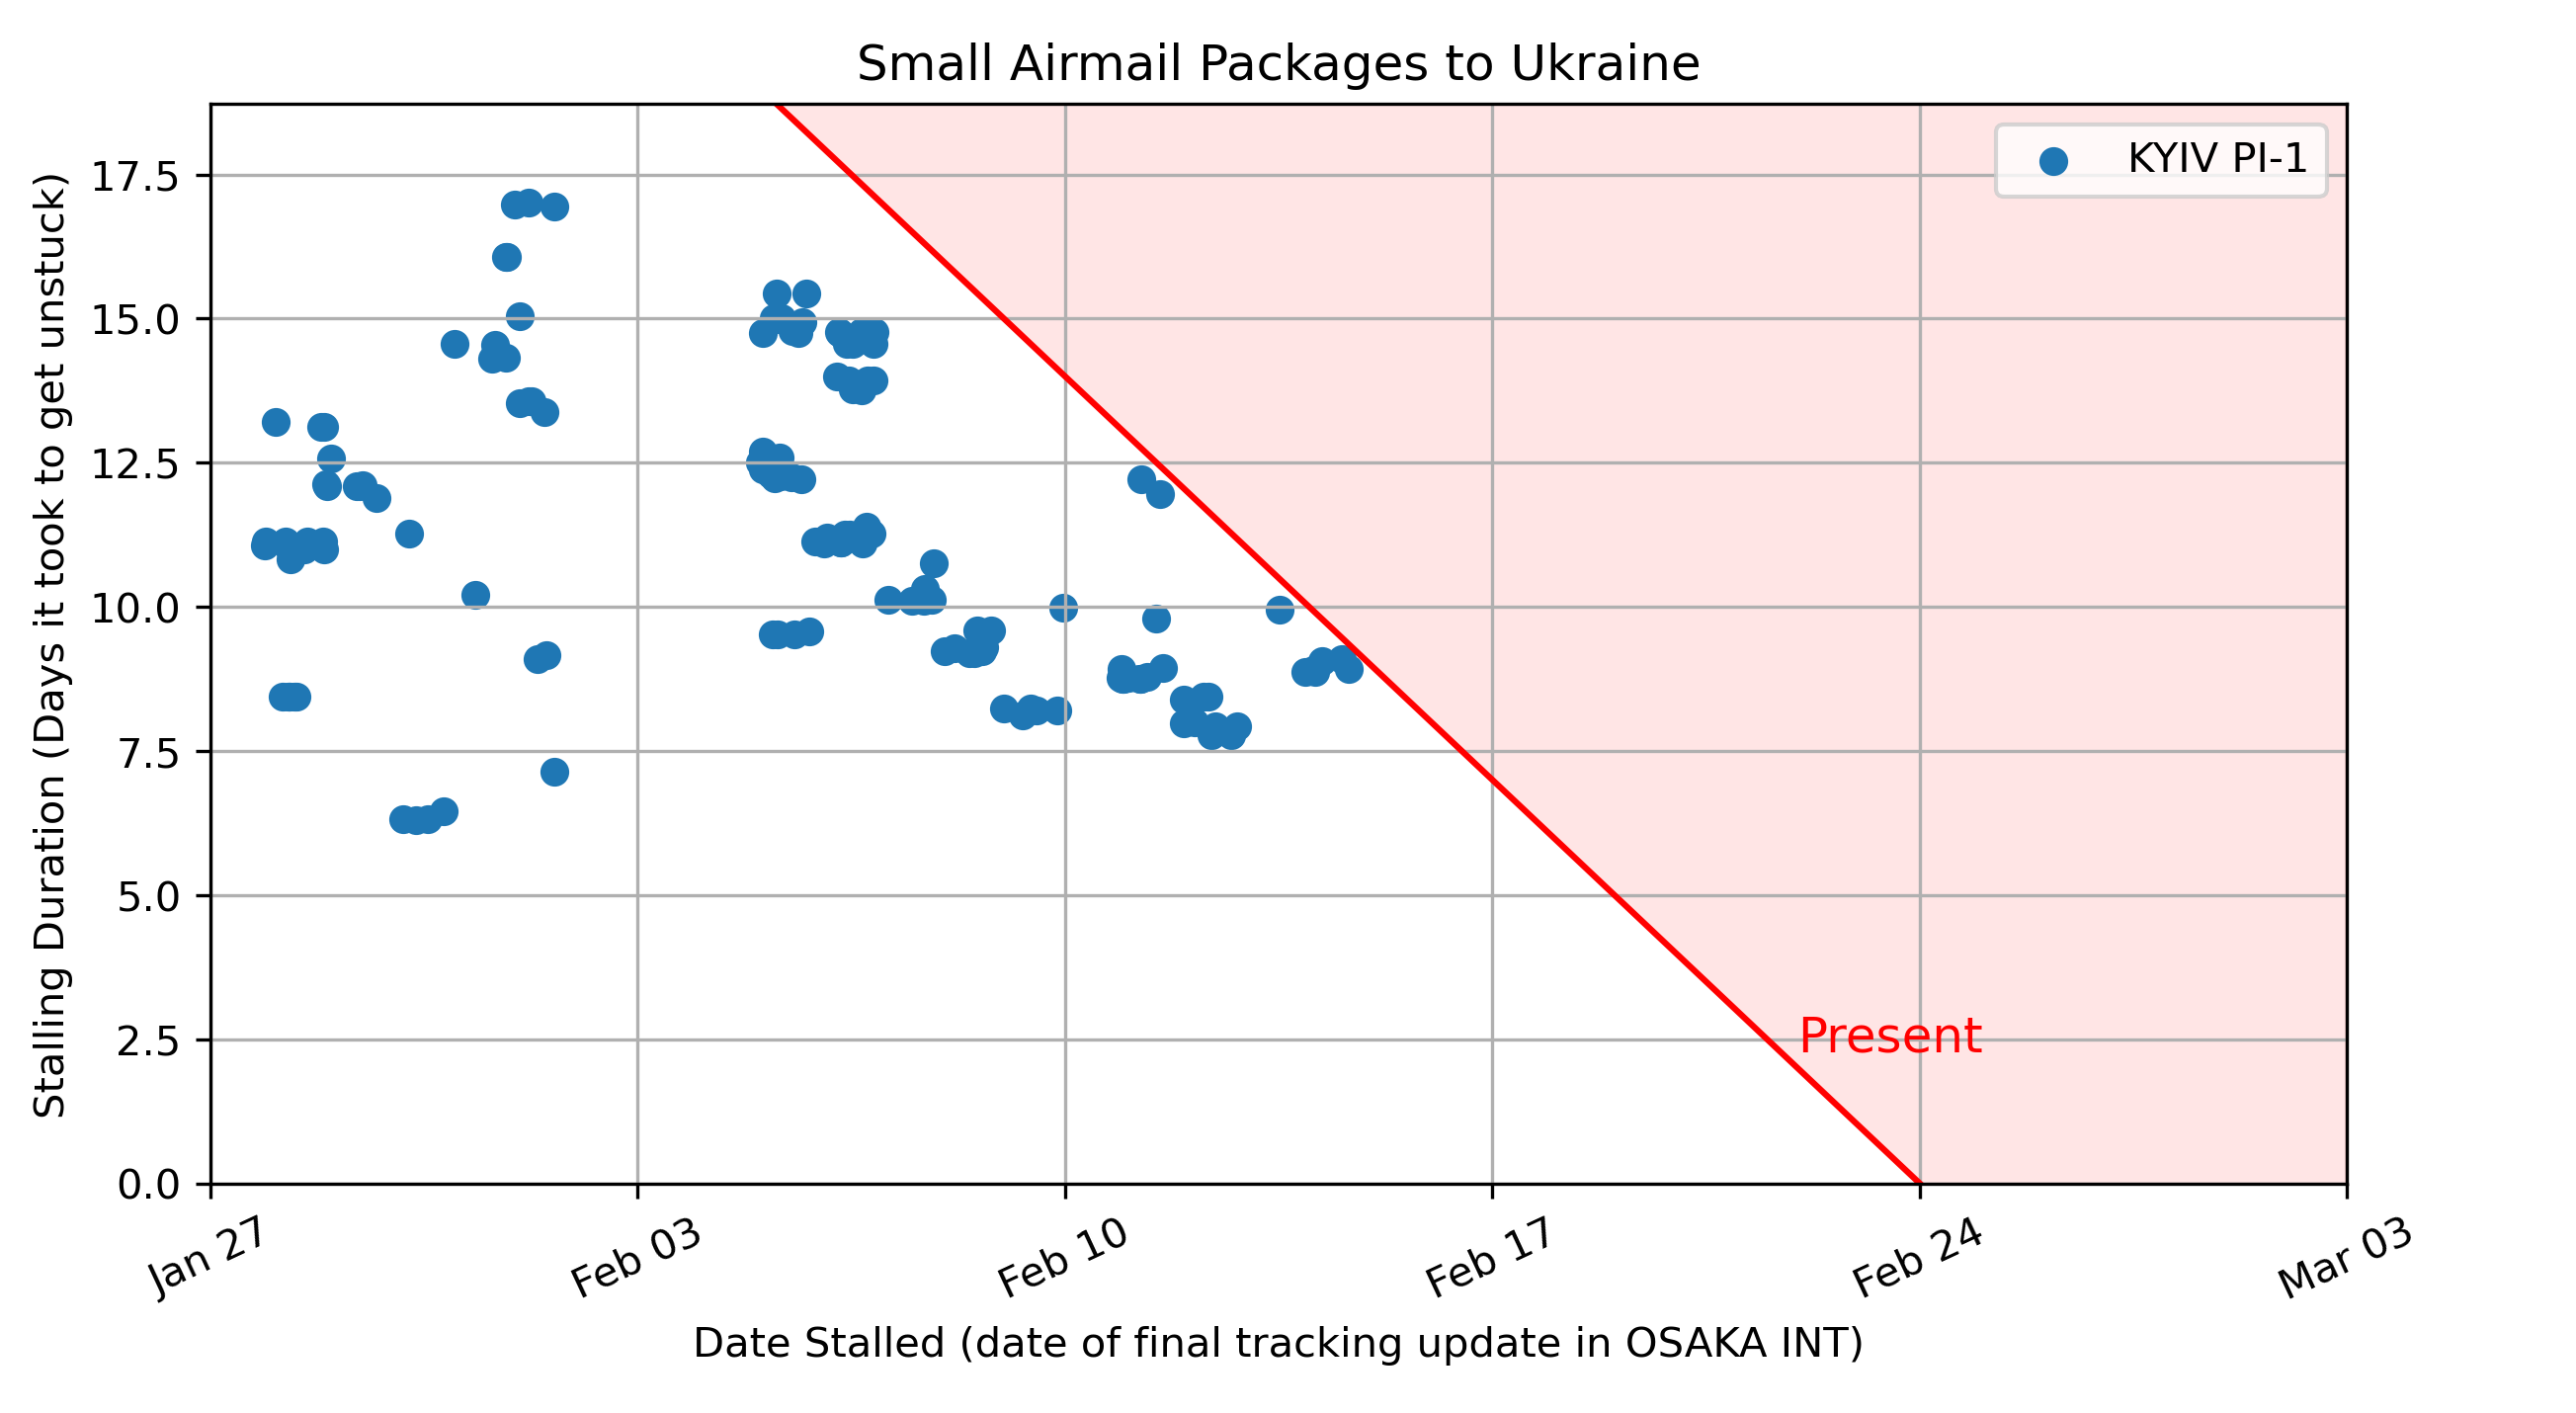 Small Airmail Packages to Ukraine
KYIV PI-1
Stalling Duration (Days it took to get unstuck)
17.5
15.0
12.5
10.0
7.5
5.0
2.5
0.0
Present
Jan 27
Feb 03
Feb 10
Feb 17
Feb 24
Mar 03
Date Stalled (date of final tracking update in OSAKA INT)